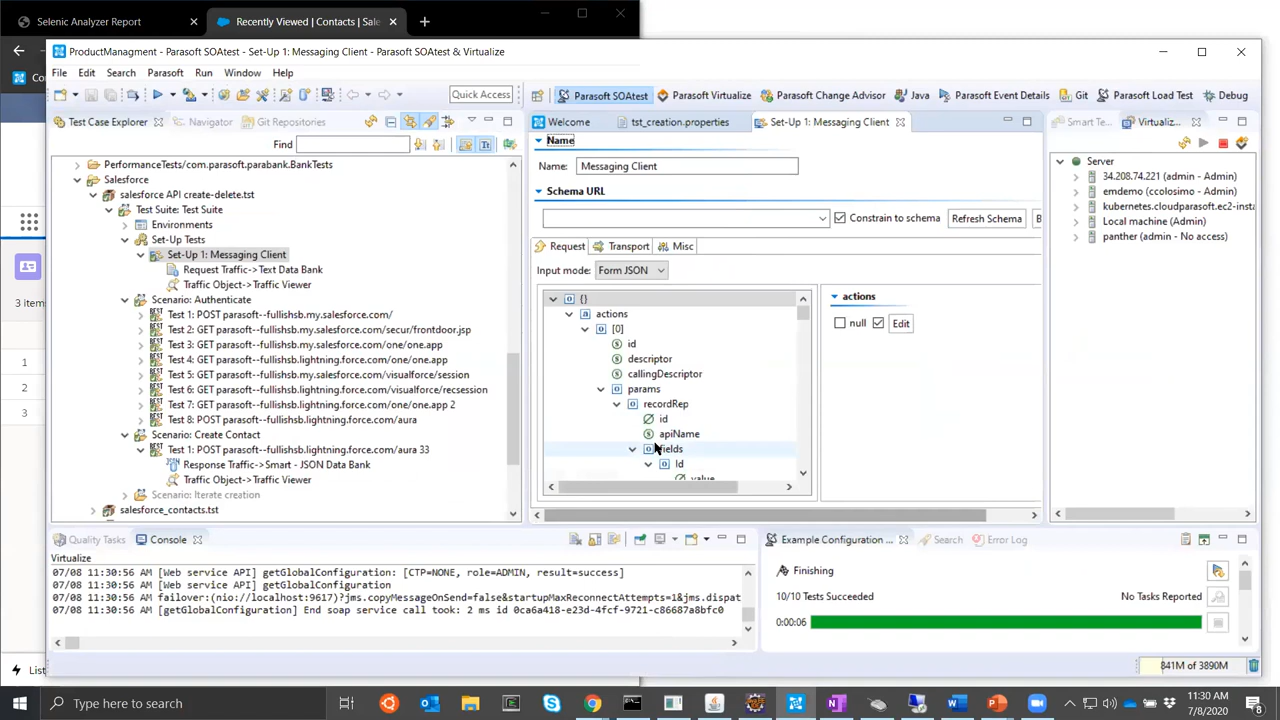 Selenic Analyzer Report
Recently Viewed | Contacts | Sale
ProductManagment - Parasoft SOAtest - Set-Up 1: Messaging Client - Parasoft SOAtest & Virtualize
Co
File Edit Search Parasoft Run Window Help
Quick Access
Parasoft SOAtest Parasoft Virtualize Parasoft Change Advisor Java Parasoft Event Details Git Parasoft Load Test Debug
Test Case Explorer Navigator Git Repositories
Welcome tst_creation.properties Set-Up 1: Messaging Client
Smart Te... Virtualiz...
Find
PerformanceTests/com.parasoft.parabank.BankTests
Salesforce
salesforce API create-delete.tst
Test Suite: Test Suite
Environments
Set-Up Tests
Set-Up 1: Messaging Client
Request Traffic->Text Data Bank
Traffic Object->Traffic Viewer
Scenario: Authenticate
Test 1: POST parasoft--fullishsb.my.salesforce.com/
Test 2: GET parasoft--fullishsb.my.salesforce.com/secur/frontdoor.jsp
Test 3: GET parasoft--fullishsb.my.salesforce.com/one/one.app
Test 4: GET parasoft--fullishsb.lightning.force.com/one/one.app
Test 5: GET parasoft--fullishsb.my.salesforce.com/visualforce/session
Test 6: GET parasoft--fullishsb.lightning.force.com/visualforce/recsession
Test 7: GET parasoft--fullishsb.lightning.force.com/one/one.app 2
Test 8: POST parasoft--fullishsb.lightning.force.com/aura
Scenario: Create Contact
Test 1: POST parasoft--fullishsb.lightning.force.com/aura 33
Response Traffic->Smart - JSON Data Bank
Traffic Object->Traffic Viewer
Scenario: Iterate creation
salesforce_contacts.tst
3 item
1
2
3
List
Name
Name: Messaging Client
Schema URL
Constrain to schema Refresh Schema B
Request Transport Misc
Input mode: Form JSON
{}
actions
[0]
id
descriptor
callingDescriptor
params
recordRep
id
apiName
fields
Id
value
actions
null Edit
Server
34.208.74.221 (admin - Admin)
emdemo (ccolosimo - Admin)
kubernetes.cloudparasoft.ec2-insta
Local machine (Admin)
panther (admin - No access)
Quality Tasks Console
Virtualize
07/08 11:30:56 AM [Web service API] getGlobalConfiguration: [CTP=NONE, role=ADMIN, result=success]
07/08 11:30:56 AM [Web service API] getGlobalConfiguration
07/08 11:30:56 AM failover:(nio://localhost:9617)?jms.copyMessageOnSend=false&startupMaxReconnectAttempts=1&jms.dispat
07/08 11:30:56 AM [getGlobalConfiguration] End soap service call took: 2 ms id 0ca6a418-e23d-4fcf-9721-c86687a8bfc0
Example Configuration ... Search Error Log
Finishing
10/10 Tests Succeeded No Tasks Reported
0:00:06
841M of 3890M
Type here to search
11:30 AM
7/8/2020
8